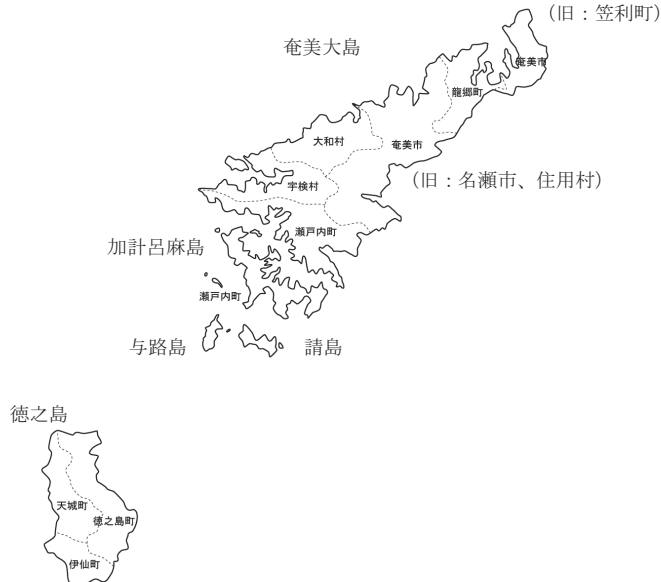 (旧：笠利町)
奄美大島
奄美市
龍郷町
大和村
奄美市
(旧：名瀬市、住用村)
宇検村
瀬戸内町
加計呂麻島
瀬戸内町
与路島
請島
徳之島
天城町
徳之島町
伊仙町